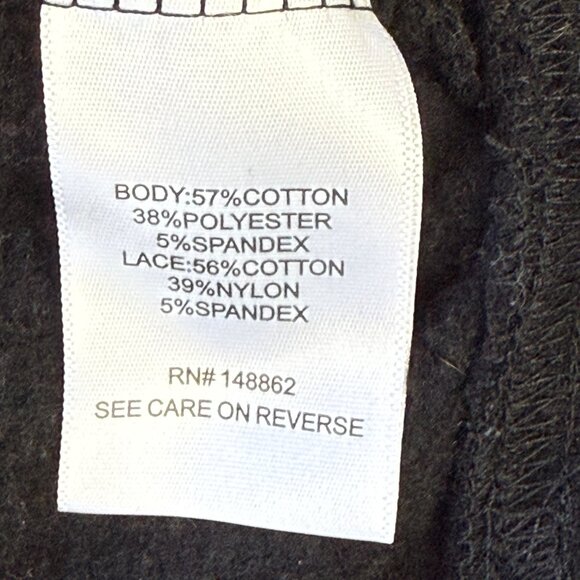 BODY:57%COTTON
38%POLYESTER
5%SPANDEX
LACE:56%COTTON
39%NYLON
5%SPANDEX
RN# 148862
SEE CARE ON REVERSE